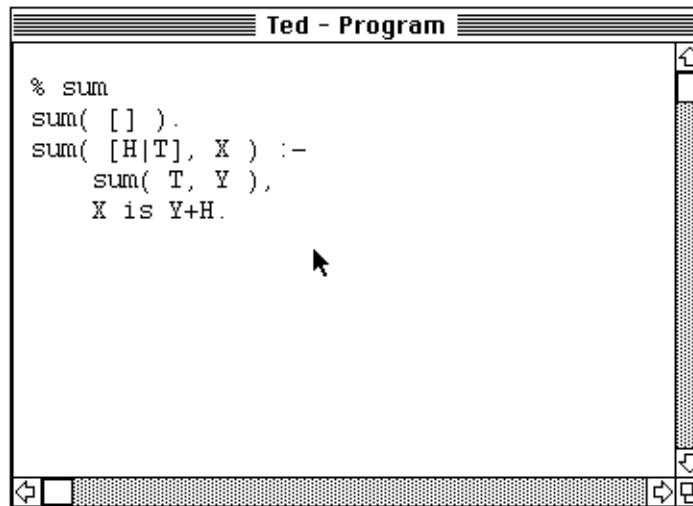 Ted – Program
% sum
sum( [] ).
sum( [H|T], X ) :-
    sum( T, Y ),
    X is Y+H.